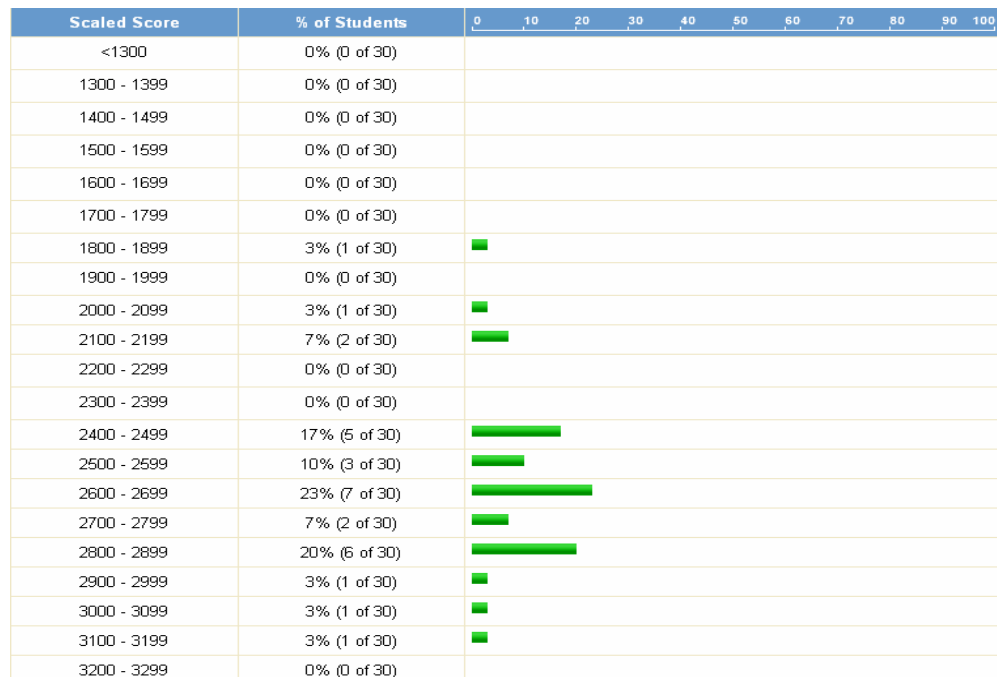 Scaled Score % of Students 0 10 20 30 40 50 60 70 80 90 100
<1300 0% (0 of 30)
1300 - 1399 0% (0 of 30)
1400 - 1499 0% (0 of 30)
1500 - 1599 0% (0 of 30)
1600 - 1699 0% (0 of 30)
1700 - 1799 0% (0 of 30)
1800 - 1899 3% (1 of 30)
1900 - 1999 0% (0 of 30)
2000 - 2099 3% (1 of 30)
2100 - 2199 7% (2 of 30)
2200 - 2299 0% (0 of 30)
2300 - 2399 0% (0 of 30)
2400 - 2499 17% (5 of 30)
2500 - 2599 10% (3 of 30)
2600 - 2699 23% (7 of 30)
2700 - 2799 7% (2 of 30)
2800 - 2899 20% (6 of 30)
2900 - 2999 3% (1 of 30)
3000 - 3099 3% (1 of 30)
3100 - 3199 3% (1 of 30)
3200 - 3299 0% (0 of 30)